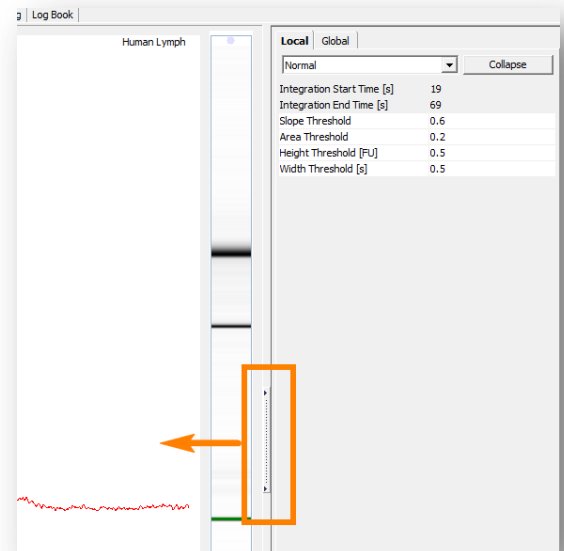 g Log Book
Human Lymph
Local Global
Normal Collapse
Integration Start Time [s] 19
Integration End Time [s] 69
Slope Threshold 0.6
Area Threshold 0.2
Height Threshold [FU] 0.5
Width Threshold [s] 0.5